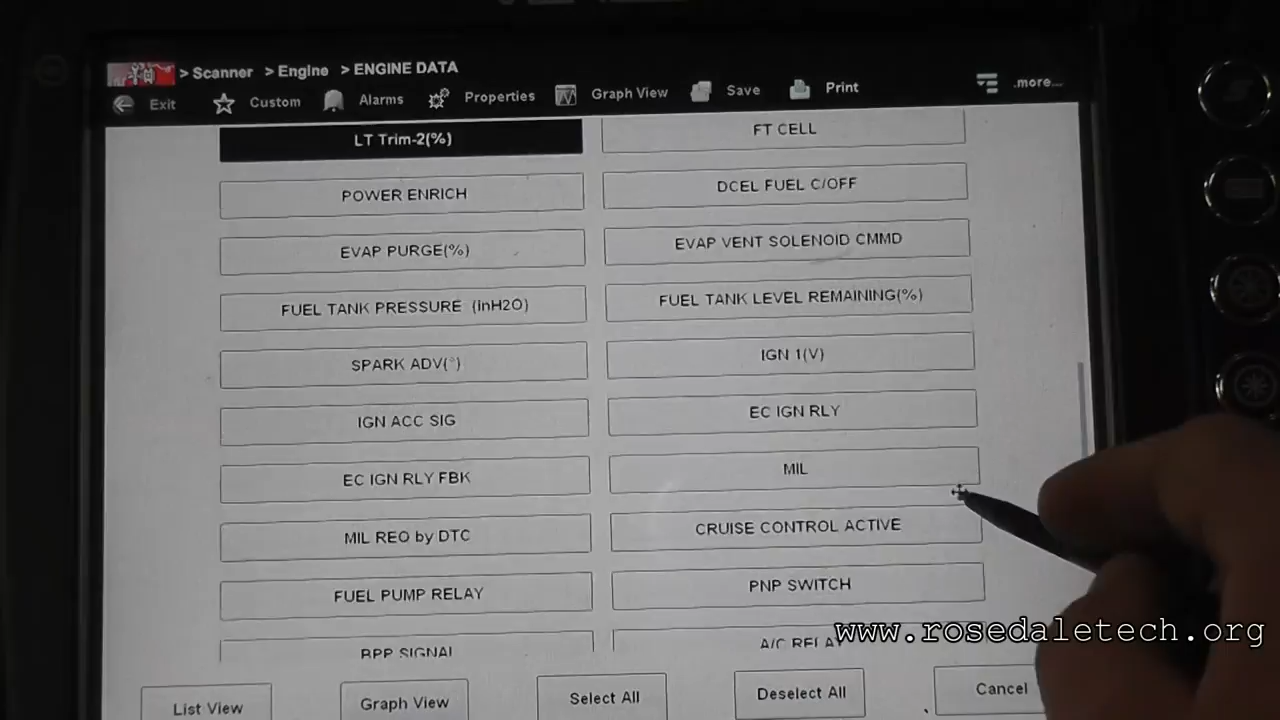 > Scanner > Engine > ENGINE DATA
Exit Custom Alarms Properties Graph View Save Print .more...
LT Trim-2(%) FT CELL
POWER ENRICH DCEL FUEL C/OFF
EVAP PURGE(%) EVAP VENT SOLENOID CMMD
FUEL TANK PRESSURE (inH2O) FUEL TANK LEVEL REMAINING(%)
SPARK ADV(°) IGN 1(V)
IGN ACC SIG EC IGN RLY
EC IGN RLY FBK MIL
MIL REO by DTC CRUISE CONTROL ACTIVE
FUEL PUMP RELAY PNP SWITCH
BPP SIGNAL A/C RELAY
www.rosedaletech.org
List View Graph View Select All Deselect All Cancel